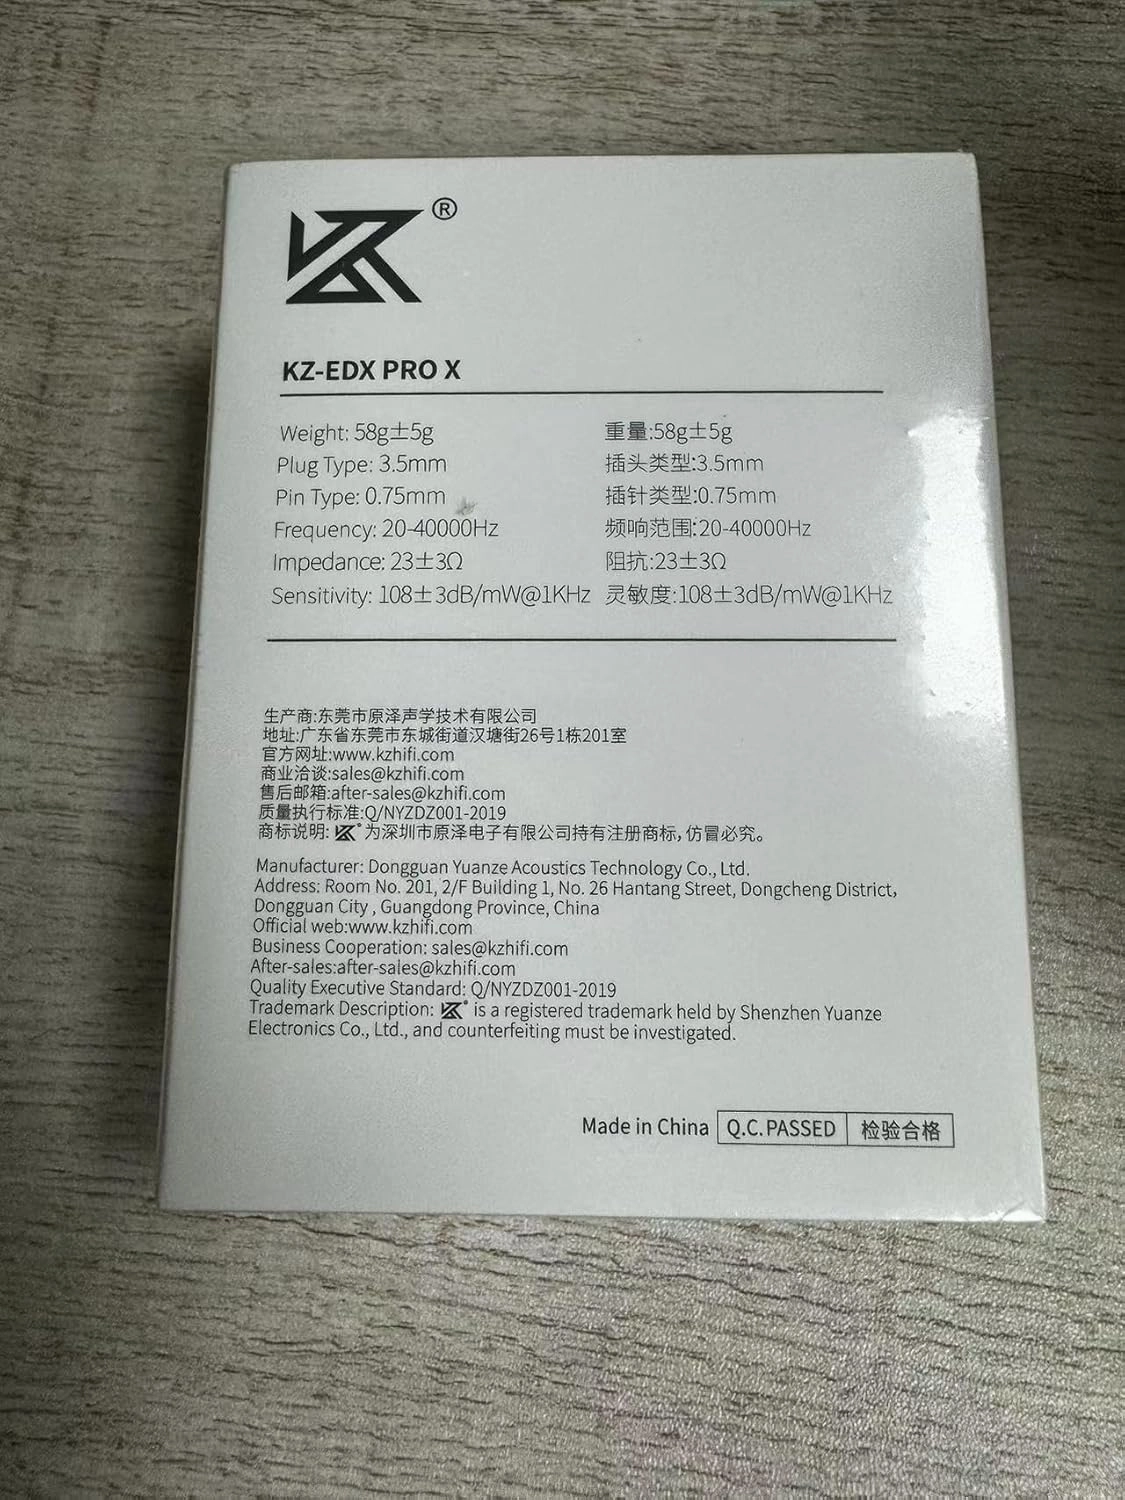 KZ®
KZ-EDX PRO X
Weight: 58g±5g
Plug Type: 3.5mm
Pin Type: 0.75mm
Frequency: 20-40000Hz
Impedance: 23±3Ω
Sensitivity: 108±3dB/mW@1KHz
重量:58g±5g
插头类型:3.5mm
插针类型:0.75mm
频响范围:20-40000Hz
阻抗:23±3Ω
灵敏度:108±3dB/mW@1KHz
生产商:东莞市原泽声学技术有限公司
地址:广东省东莞市东城街道汉塘街26号1栋201室
官方网址:www.kzhifi.com
商业洽谈:sales@kzhifi.com
售后邮箱:after-sales@kzhifi.com
质量执行标准:Q/NYZDZ001-2019
商标说明: KZ®为深圳市原泽电子有限公司持有注册商标, 仿冒必究。
Manufacturer: Dongguan Yuanze Acoustics Technology Co., Ltd.
Address: Room No. 201, 2/F Building 1, No. 26 Hantang Street, Dongcheng District,
Dongguan City , Guangdong Province, China
Official web:www.kzhifi.com
Business Cooperation: sales@kzhifi.com
After-sales:after-sales@kzhifi.com
Quality Executive Standard: Q/NYZDZ001-2019
Trademark Description: KZ® is a registered trademark held by Shenzhen Yuanze
Electronics Co., Ltd., and counterfeiting must be investigated.
Made in China Q.C. PASSED 检验合格